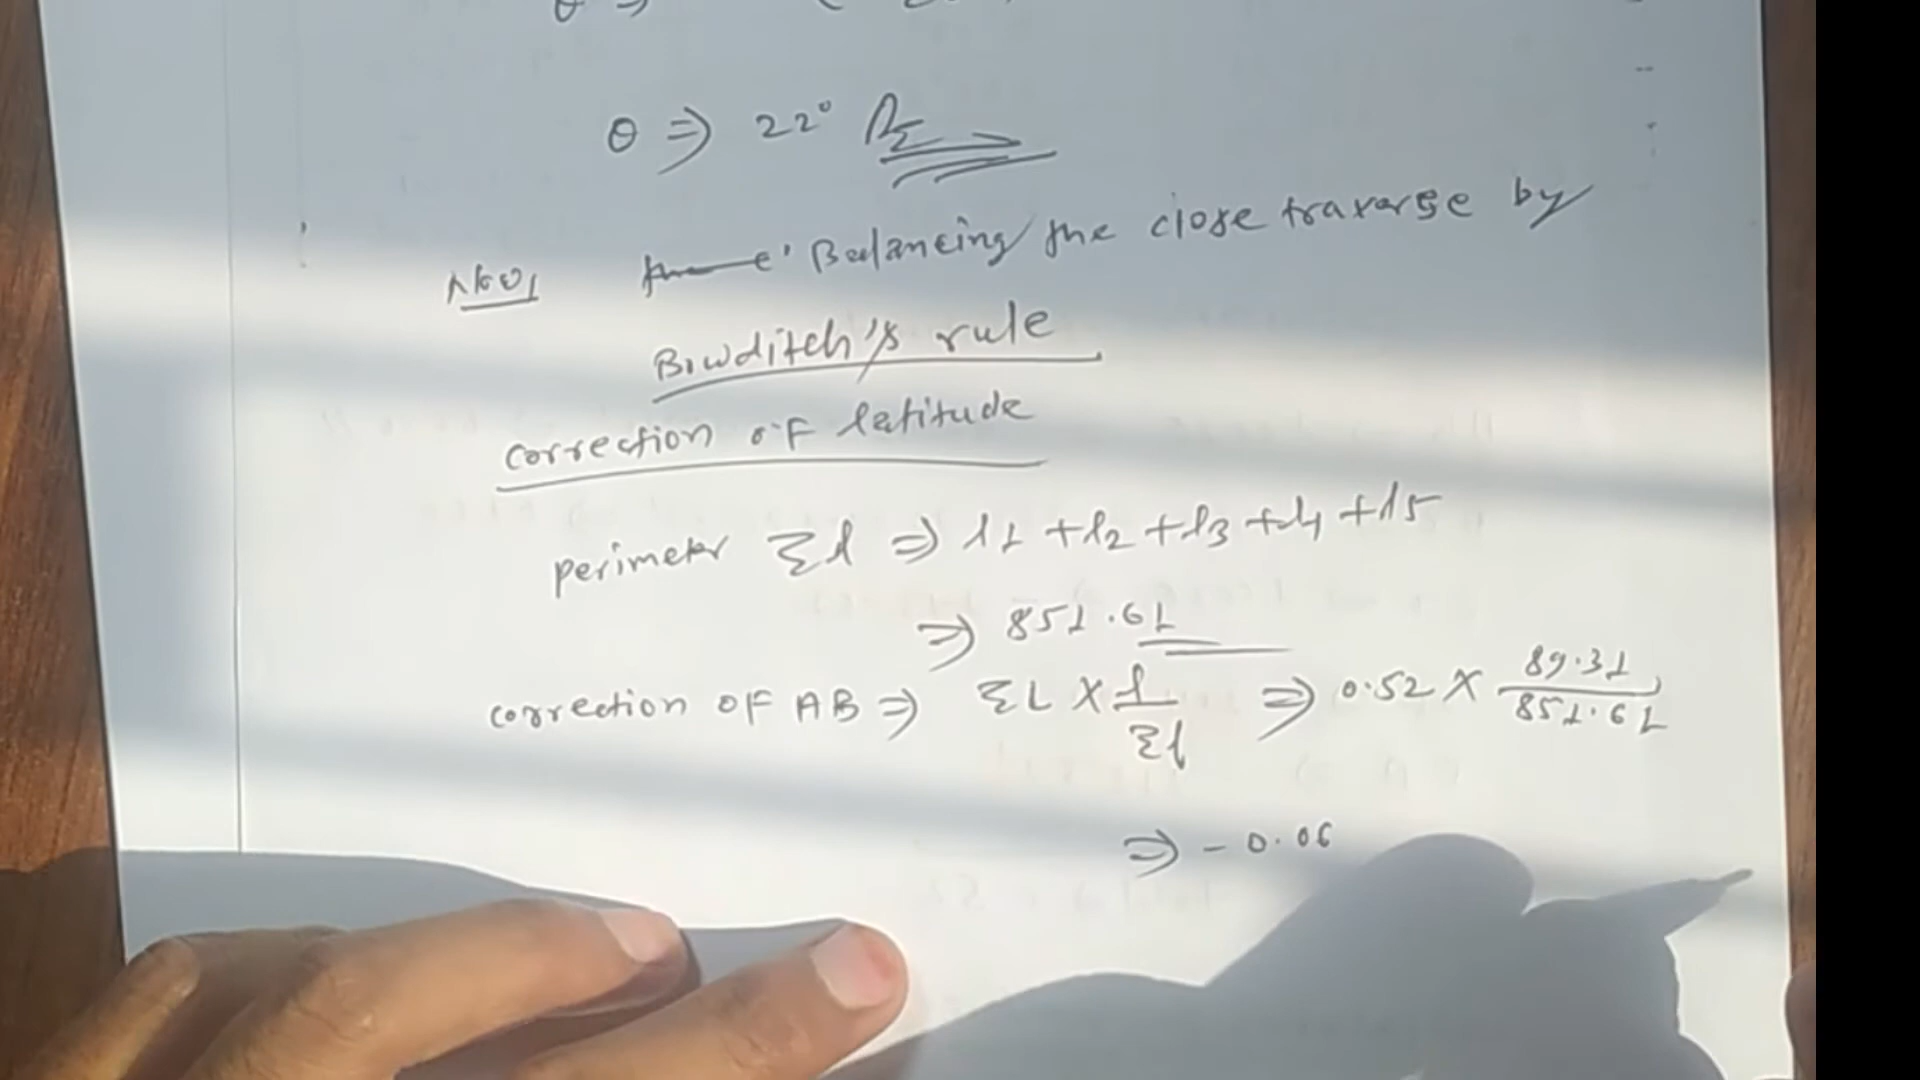 θ ⇒
θ ⇒ 22°
Balancing the close traverse by
Bowditch's rule
correction of latitude
perimeter Σl ⇒ l1 + l2 + l3 + l4 + l5
⇒ 851.61
correction of AB ⇒ ΣL × l/Σl ⇒ 0.52 × 89.31/851.61
⇒ - 0.06